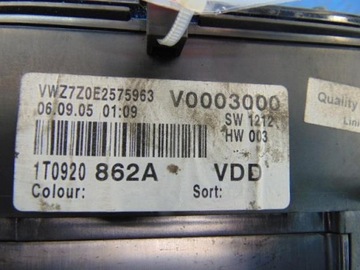 VWZ7Z0E2575963 V0003000
06.09.05 01:09 SW 1212
HW 003
1T0920 862A VDD
Colour: Sort:
Quality